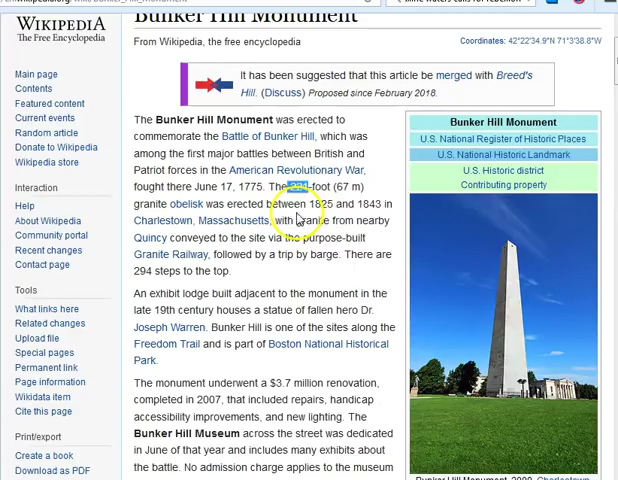 Bunker Hill Monument
WIKIPEDIA
The Free Encyclopedia
From Wikipedia, the free encyclopedia
Coordinates: 42°22′34.9″N 71°3′38.8″W
It has been suggested that this article be merged with Breed's
Hill. (Discuss) Proposed since February 2018.
Main page
Contents
Featured content
Current events
Random article
Donate to Wikipedia
Wikipedia store
Interaction
Help
About Wikipedia
Community portal
Recent changes
Contact page
Tools
What links here
Related changes
Upload file
Special pages
Permanent link
Page information
Wikidata item
Cite this page
Print/export
Create a book
Download as PDF
The Bunker Hill Monument was erected to
commemorate the Battle of Bunker Hill, which was
among the first major battles between British and
Patriot forces in the American Revolutionary War,
fought there June 17, 1775. The 221-foot (67 m)
granite obelisk was erected between 1825 and 1843 in
Charlestown, Massachusetts, with granite from nearby
Quincy conveyed to the site via the purpose-built
Granite Railway, followed by a trip by barge. There are
294 steps to the top.
An exhibit lodge built adjacent to the monument in the
late 19th century houses a statue of fallen hero Dr.
Joseph Warren. Bunker Hill is one of the sites along the
Freedom Trail and is part of Boston National Historical
Park.
The monument underwent a $3.7 million renovation,
completed in 2007, that included repairs, handicap
accessibility improvements, and new lighting. The
Bunker Hill Museum across the street was dedicated
in June of that year and includes many exhibits about
the battle. No admission charge applies to the museum
Bunker Hill Monument
U.S. National Register of Historic Places
U.S. National Historic Landmark
U.S. Historic district
Contributing property
Bunker Hill Monument, 2009, Charlestown